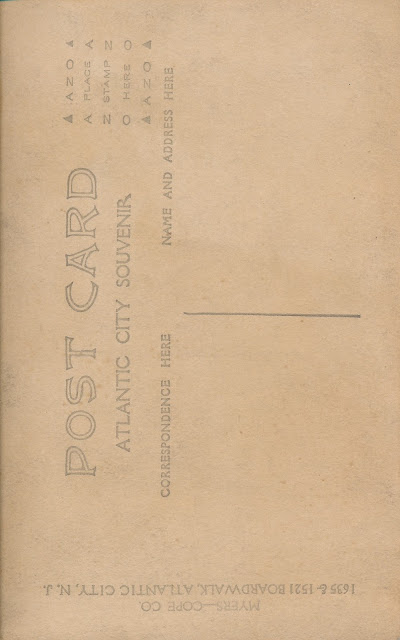 ▲ AZO ▲
A PLACE A
Z STAMP Z
O HERE O
▲ AZO ▲
POST CARD
ATLANTIC CITY SOUVENIR
CORRESPONDENCE HERE
NAME AND ADDRESS HERE
MYERS—COPE CO.
1635 & 1521 BOARDWALK, ATLANTIC CITY, N. J.